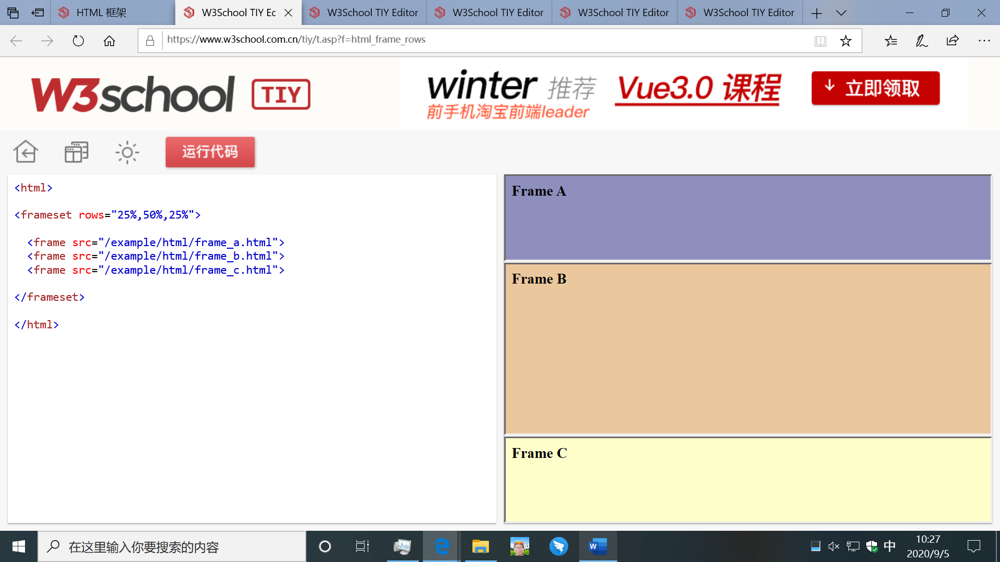 HTML 框架
W3School TIY Ec
W3School TIY Editor
W3School TIY Editor
W3School TIY Editor
W3School TIY Editor
https://www.w3school.com.cn/tiy/t.asp?f=html_frame_rows
W3school TIY
winter 推荐
前手机淘宝前端leader
Vue3.0 课程
立即领取
运行代码
<html>
<frameset rows="25%,50%,25%">
<frame src="/example/html/frame_a.html">
<frame src="/example/html/frame_b.html">
<frame src="/example/html/frame_c.html">
</frameset>
</html>
Frame A
Frame B
Frame C
在这里输入你要搜索的内容
中
10:27
2020/9/5